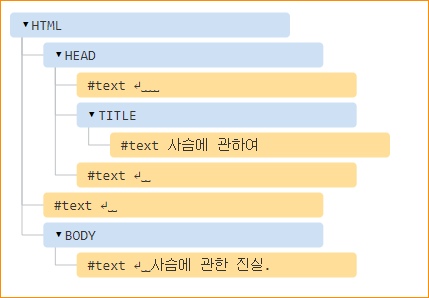 ▼HTML
▼HEAD
#text ↵␣␣
▼TITLE
#text 사슴에 관하여
#text ↵␣
#text ↵␣
▼BODY
#text ↵␣사슴에 관한 진실.